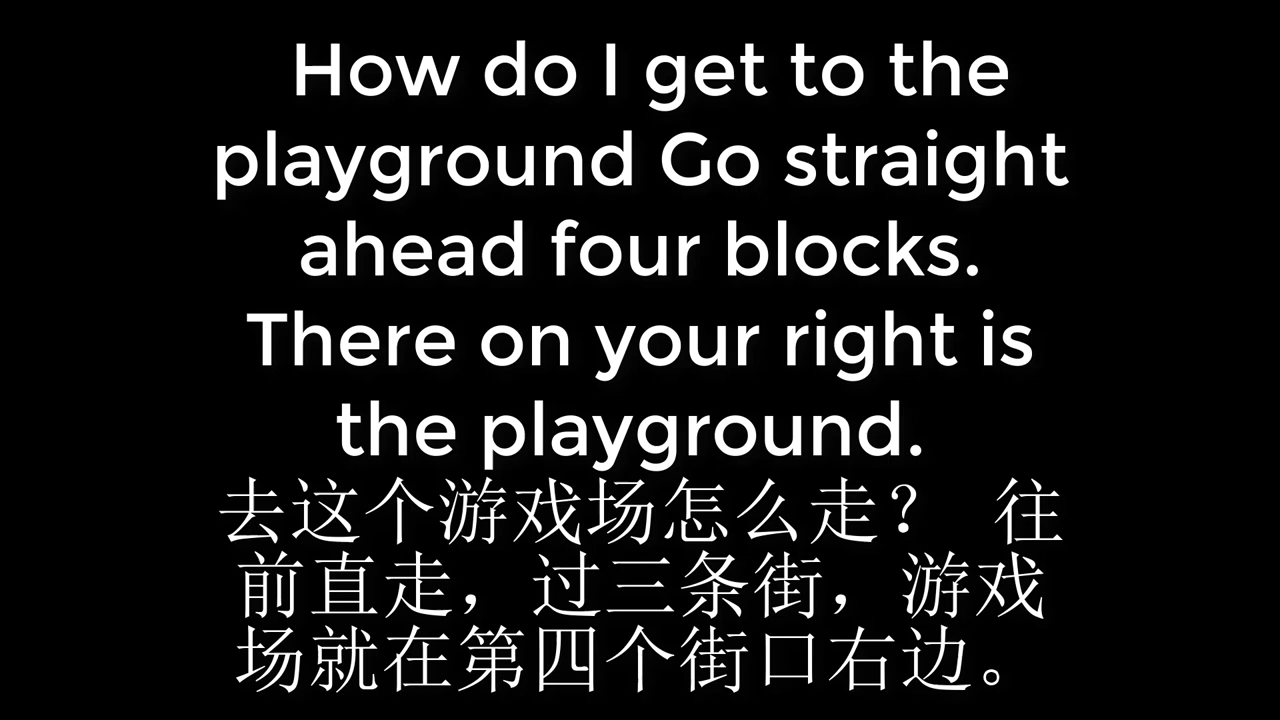 How do I get to the
playground Go straight
ahead four blocks.
There on your right is
the playground.
去这个游戏场怎么走？ 往
前直走，过三条街，游戏
场就在第四个街口右边。